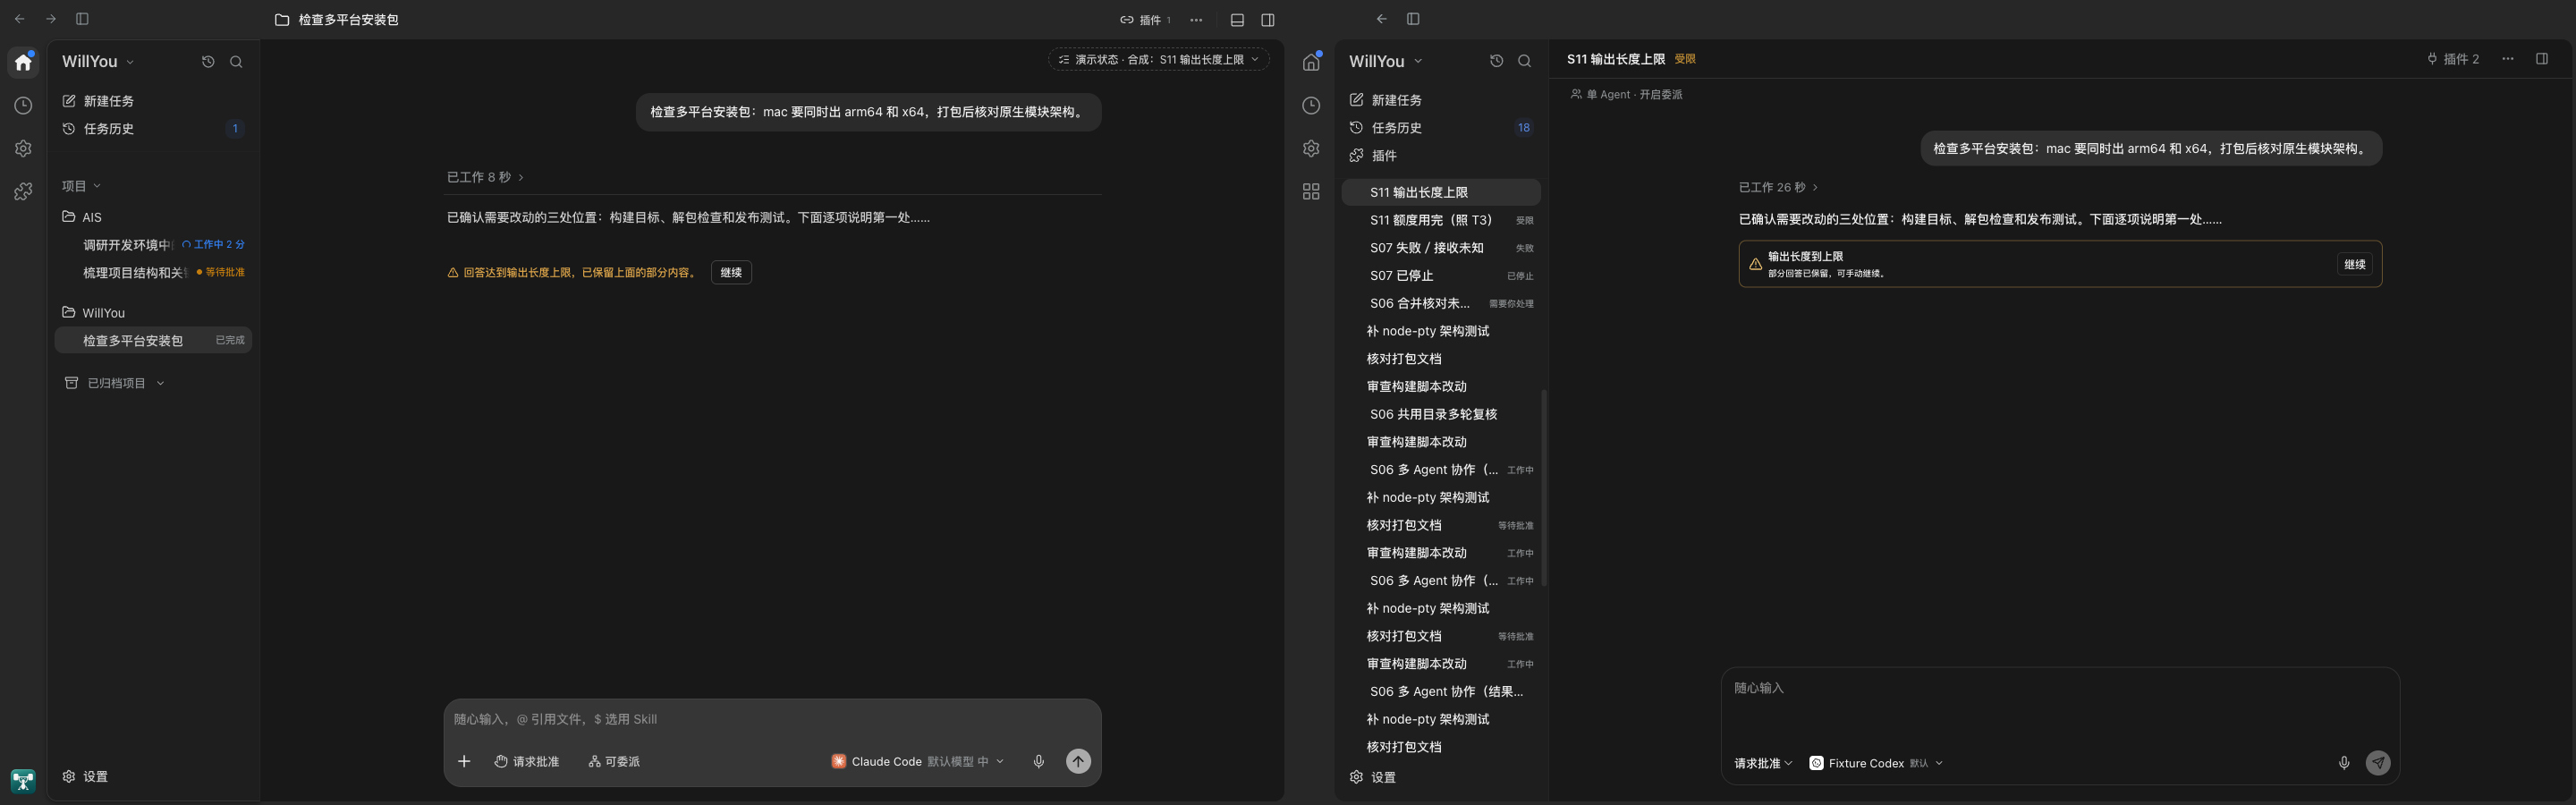 检查多平台安装包
插件 1
WillYou
新建任务
任务历史 1
项目
AIS
调研开发环境中 工作中 2 分
梳理项目结构和关 等待批准
WillYou
检查多平台安装包 已完成
已归档项目
设置
演示状态 · 合成：S11 输出长度上限
检查多平台安装包：mac 要同时出 arm64 和 x64，打包后核对原生模块架构。
已工作 8 秒
已确认需要改动的三处位置：构建目标、解包检查和发布测试。下面逐项说明第一处……
回答达到输出长度上限，已保留上面的部分内容。 继续
随心输入，@ 引用文件，$ 选用 Skill
请求批准 可委派 Claude Code 默认模型 中
WillYou
新建任务
任务历史 18
插件
S11 输出长度上限
S11 额度用完（照 T3） 受限
S07 失败 / 接收未知 失败
S07 已停止 已停止
S06 合并核对未... 需要你处理
补 node-pty 架构测试
核对打包文档
审查构建脚本改动
S06 共用目录多轮复核
审查构建脚本改动
S06 多 Agent 协作（... 工作中
补 node-pty 架构测试
核对打包文档 等待批准
审查构建脚本改动 工作中
S06 多 Agent 协作（... 工作中
补 node-pty 架构测试
核对打包文档 等待批准
审查构建脚本改动 工作中
S06 多 Agent 协作（结果...
补 node-pty 架构测试
核对打包文档
设置
S11 输出长度上限 受限
插件 2
单 Agent · 开启委派
检查多平台安装包：mac 要同时出 arm64 和 x64，打包后核对原生模块架构。
已工作 26 秒
已确认需要改动的三处位置：构建目标、解包检查和发布测试。下面逐项说明第一处……
输出长度到上限
部分回答已保留，可手动继续。
继续
随心输入
请求批准 Fixture Codex 默认